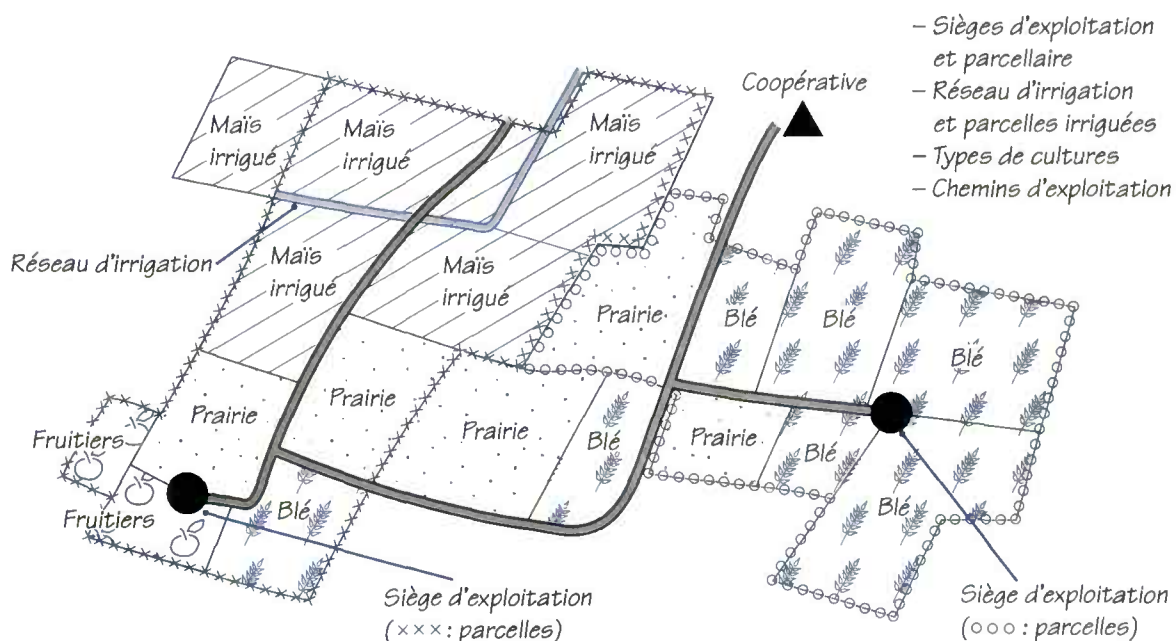 – Sièges d'exploitation
et parcellaire
– Réseau d'irrigation
et parcelles irriguées
– Types de cultures
– Chemins d'exploitation
Coopérative
Maïs
irrigué
Maïs
irrigué
Maïs
irrigué
Réseau d'irrigation
Maïs
irrigué
Maïs
irrigué
Prairie
Blé
Blé
Blé
Prairie
Prairie
Prairie
Blé
Prairie
Blé
Blé
Fruitiers
Fruitiers
Blé
Siège d'exploitation
(××× : parcelles)
Siège d'exploitation
(○○○ : parcelles)